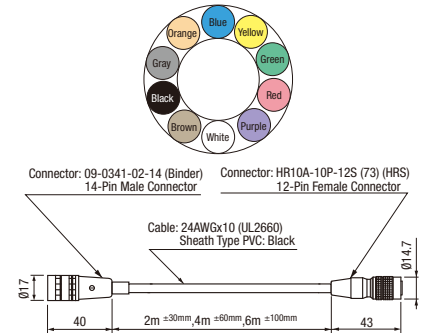 Blue
Orange
Yellow
Gray
Green
Black
Red
Brown
Purple
White
Connector: 09-0341-02-14 (Binder)
14-Pin Male Connector
Connector: HR10A-10P-12S (73) (HRS)
12-Pin Female Connector
Cable: 24AWGx10 (UL2660)
Sheath Type PVC: Black
Ø17
Ø14.7
40
2m ±30mm,4m ±60mm,6m ±100mm
43